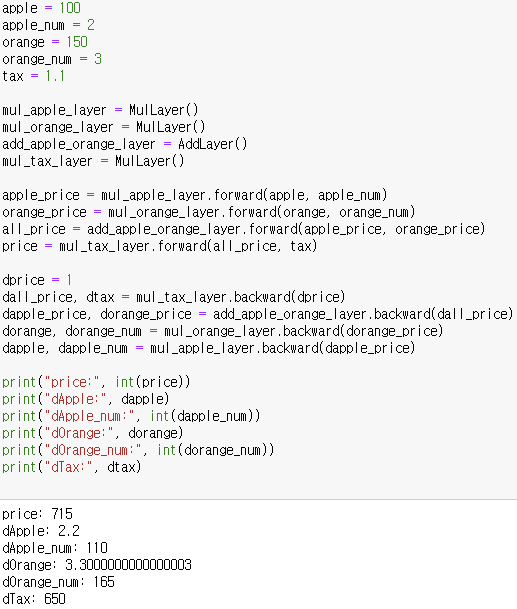 apple = 100
apple_num = 2
orange = 150
orange_num = 3
tax = 1.1
mul_apple_layer = MulLayer()
mul_orange_layer = MulLayer()
add_apple_orange_layer = AddLayer()
mul_tax_layer = MulLayer()
apple_price = mul_apple_layer.forward(apple, apple_num)
orange_price = mul_orange_layer.forward(orange, orange_num)
all_price = add_apple_orange_layer.forward(apple_price, orange_price)
price = mul_tax_layer.forward(all_price, tax)
dprice = 1
dall_price, dtax = mul_tax_layer.backward(dprice)
dapple_price, dorange_price = add_apple_orange_layer.backward(dall_price)
dorange, dorange_num = mul_orange_layer.backward(dorange_price)
dapple, dapple_num = mul_apple_layer.backward(dapple_price)
print("price:", int(price))
print("dApple:", dapple)
print("dApple_num:", int(dapple_num))
print("dOrange:", dorange)
print("dOrange_num:", int(dorange_num))
print("dTax:", dtax)
price: 715
dApple: 2.2
dApple_num: 110
dOrange: 3.3000000000000003
dOrange_num: 165
dTax: 650